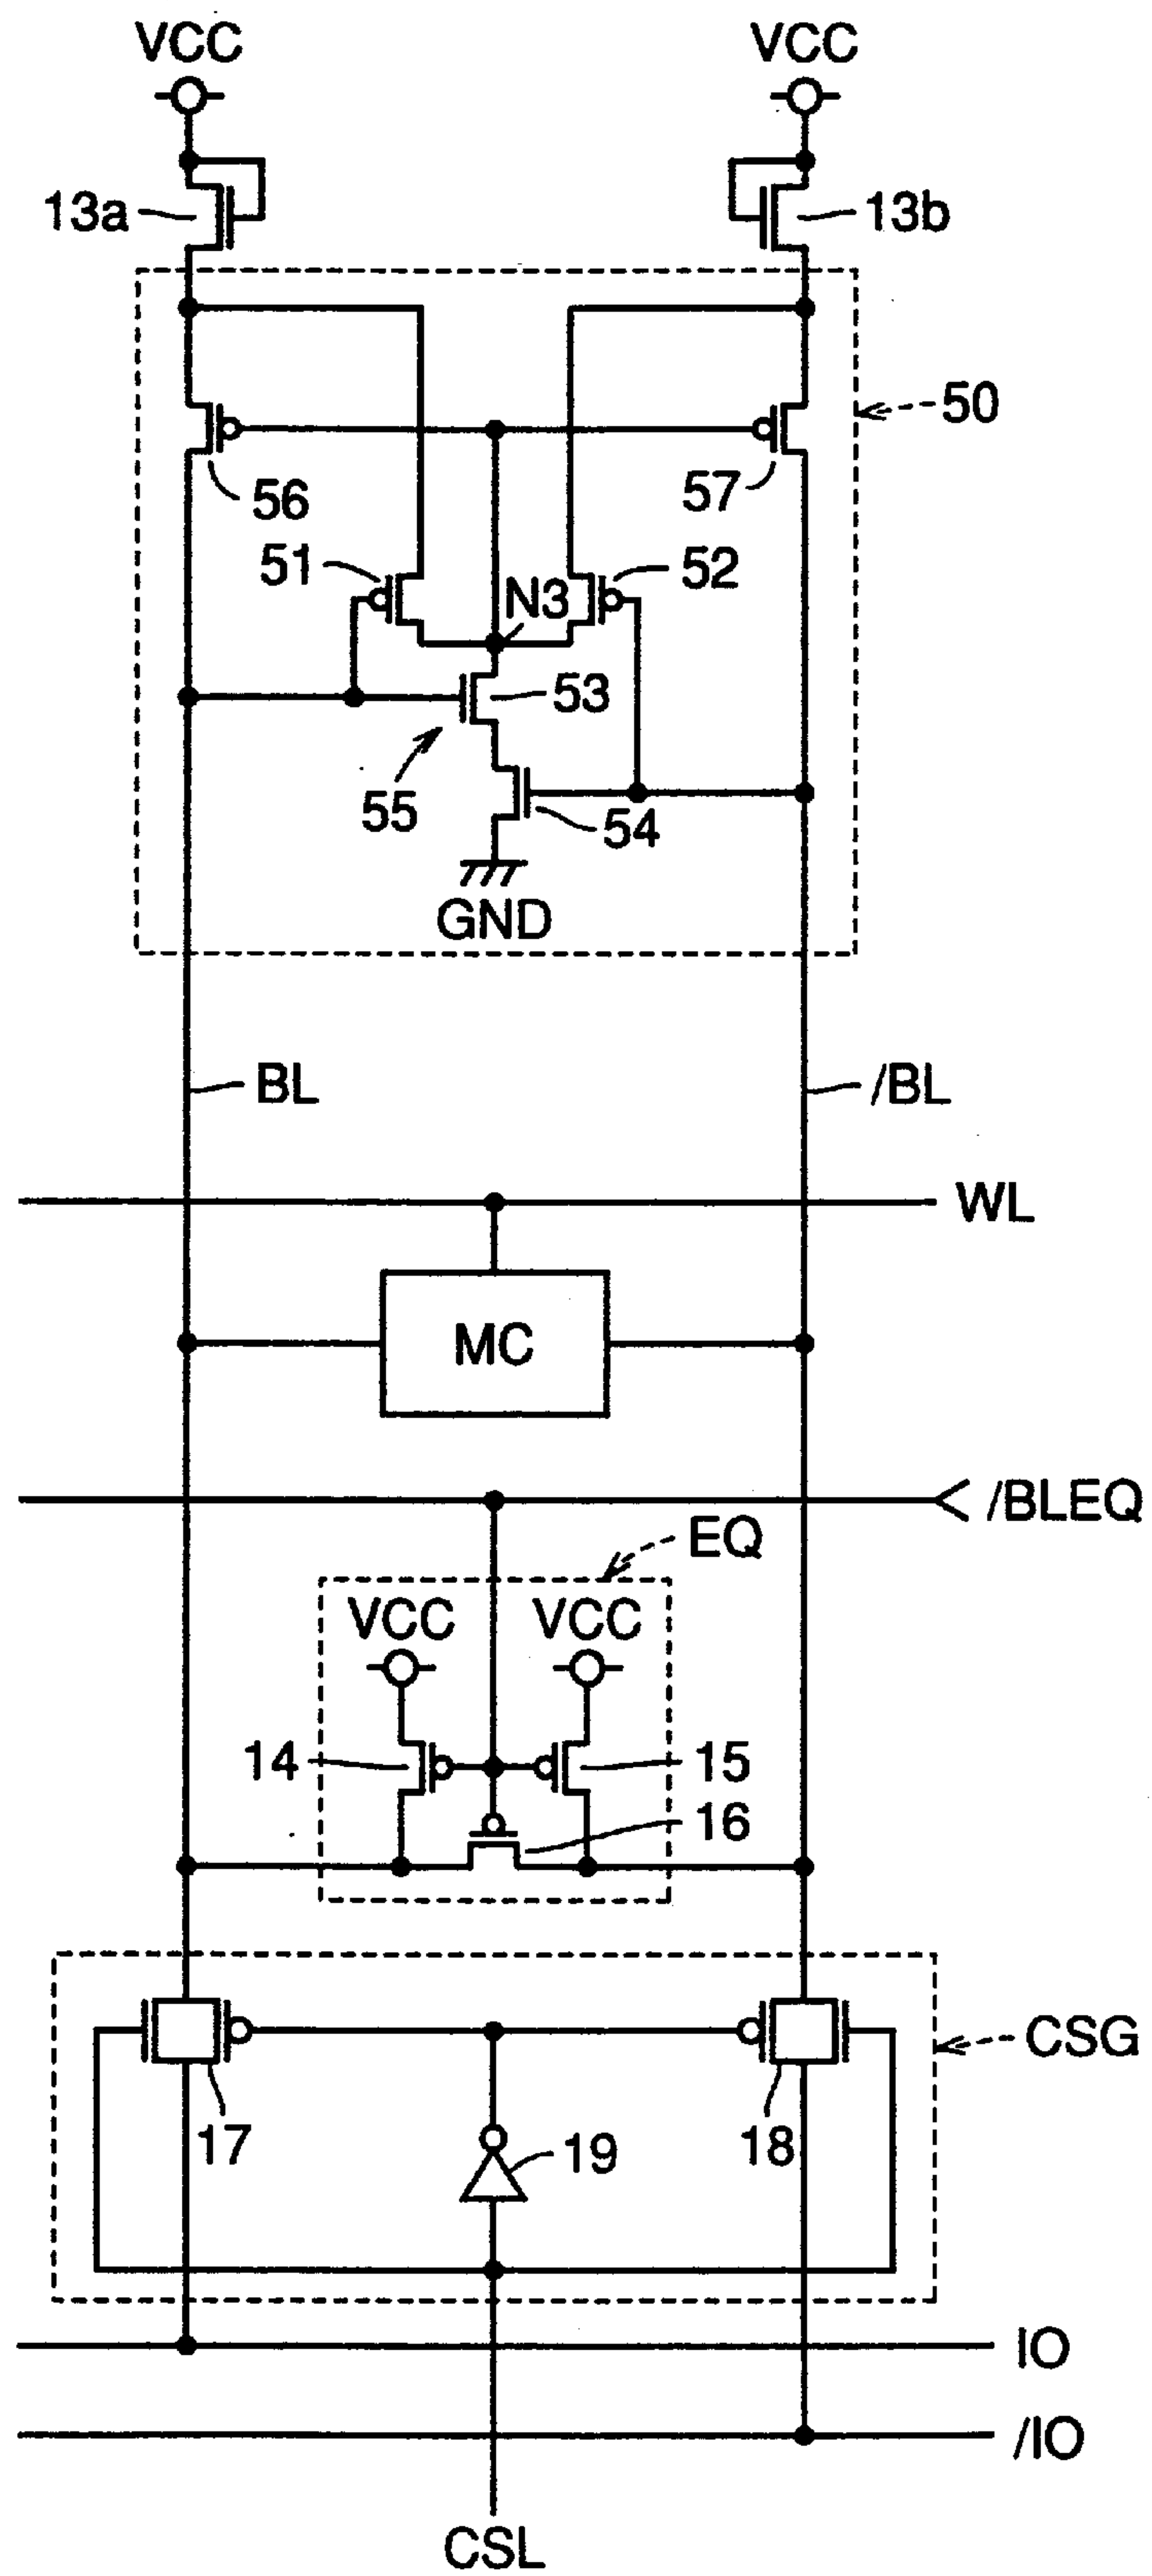 VCC VCC
13a 13b
50
56 57
51 52
N3
53
55 54
GND
BL /BL
WL
MC
/BLEQ
EQ
VCC VCC
14 15
16
CSG
17 18
19
IO
/IO
CSL